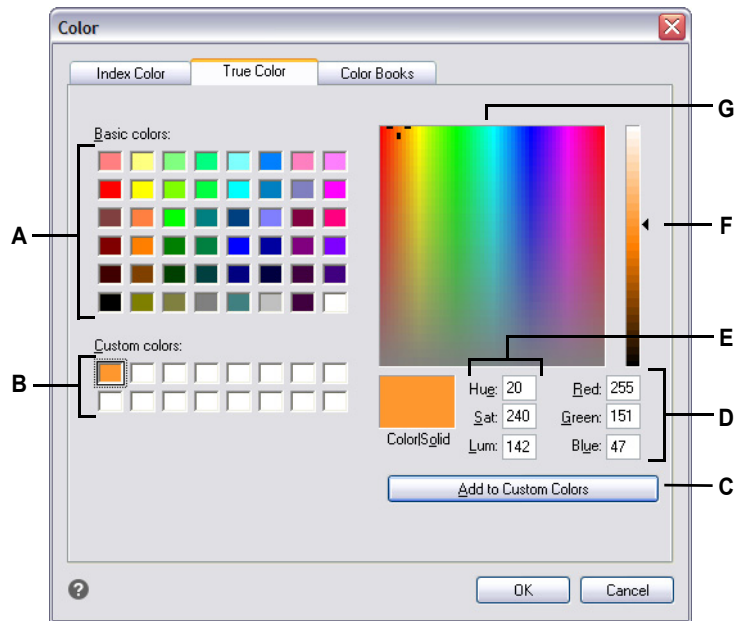 Color
Index Color
True Color
Color Books
G
Basic colors:
A
F
E
Custom colors:
B
Hue: 20
Red: 255
Sat: 240
Green: 151
D
Color|Solid
Lum: 142
Blue: 47
Add to Custom Colors
C
?
OK
Cancel